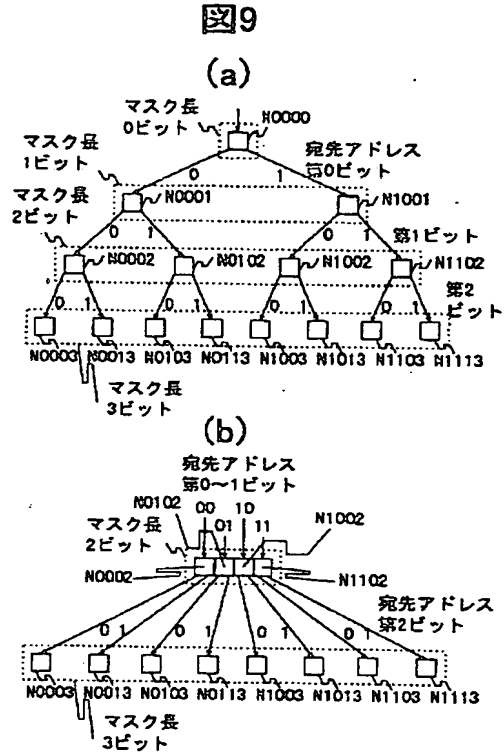 図9
(a)
マスク長
0ビット
N0000
マスク長
1ビット
宛先アドレス
第0ビット
0 1
N0001
N1001
マスク長
2ビット
0 1
0 1
第1ビット
N0002
N0102
N1002
N1102
第2
ビット
0 1
0 1
0 1
0 1
N0003 N0013 N0103 N0113 N1003 N1013 N1103 N1113
マスク長
3ビット
(b)
宛先アドレス
第0~1ビット
N0102
00 10
01 11
N1002
マスク長
2ビット
N0002
N1102
宛先アドレス
第2ビット
0 1
0 1
0 1
0 1
N0003 N0013 N0103 N0113 N1003 N1013 N1103 N1113
マスク長
3ビット